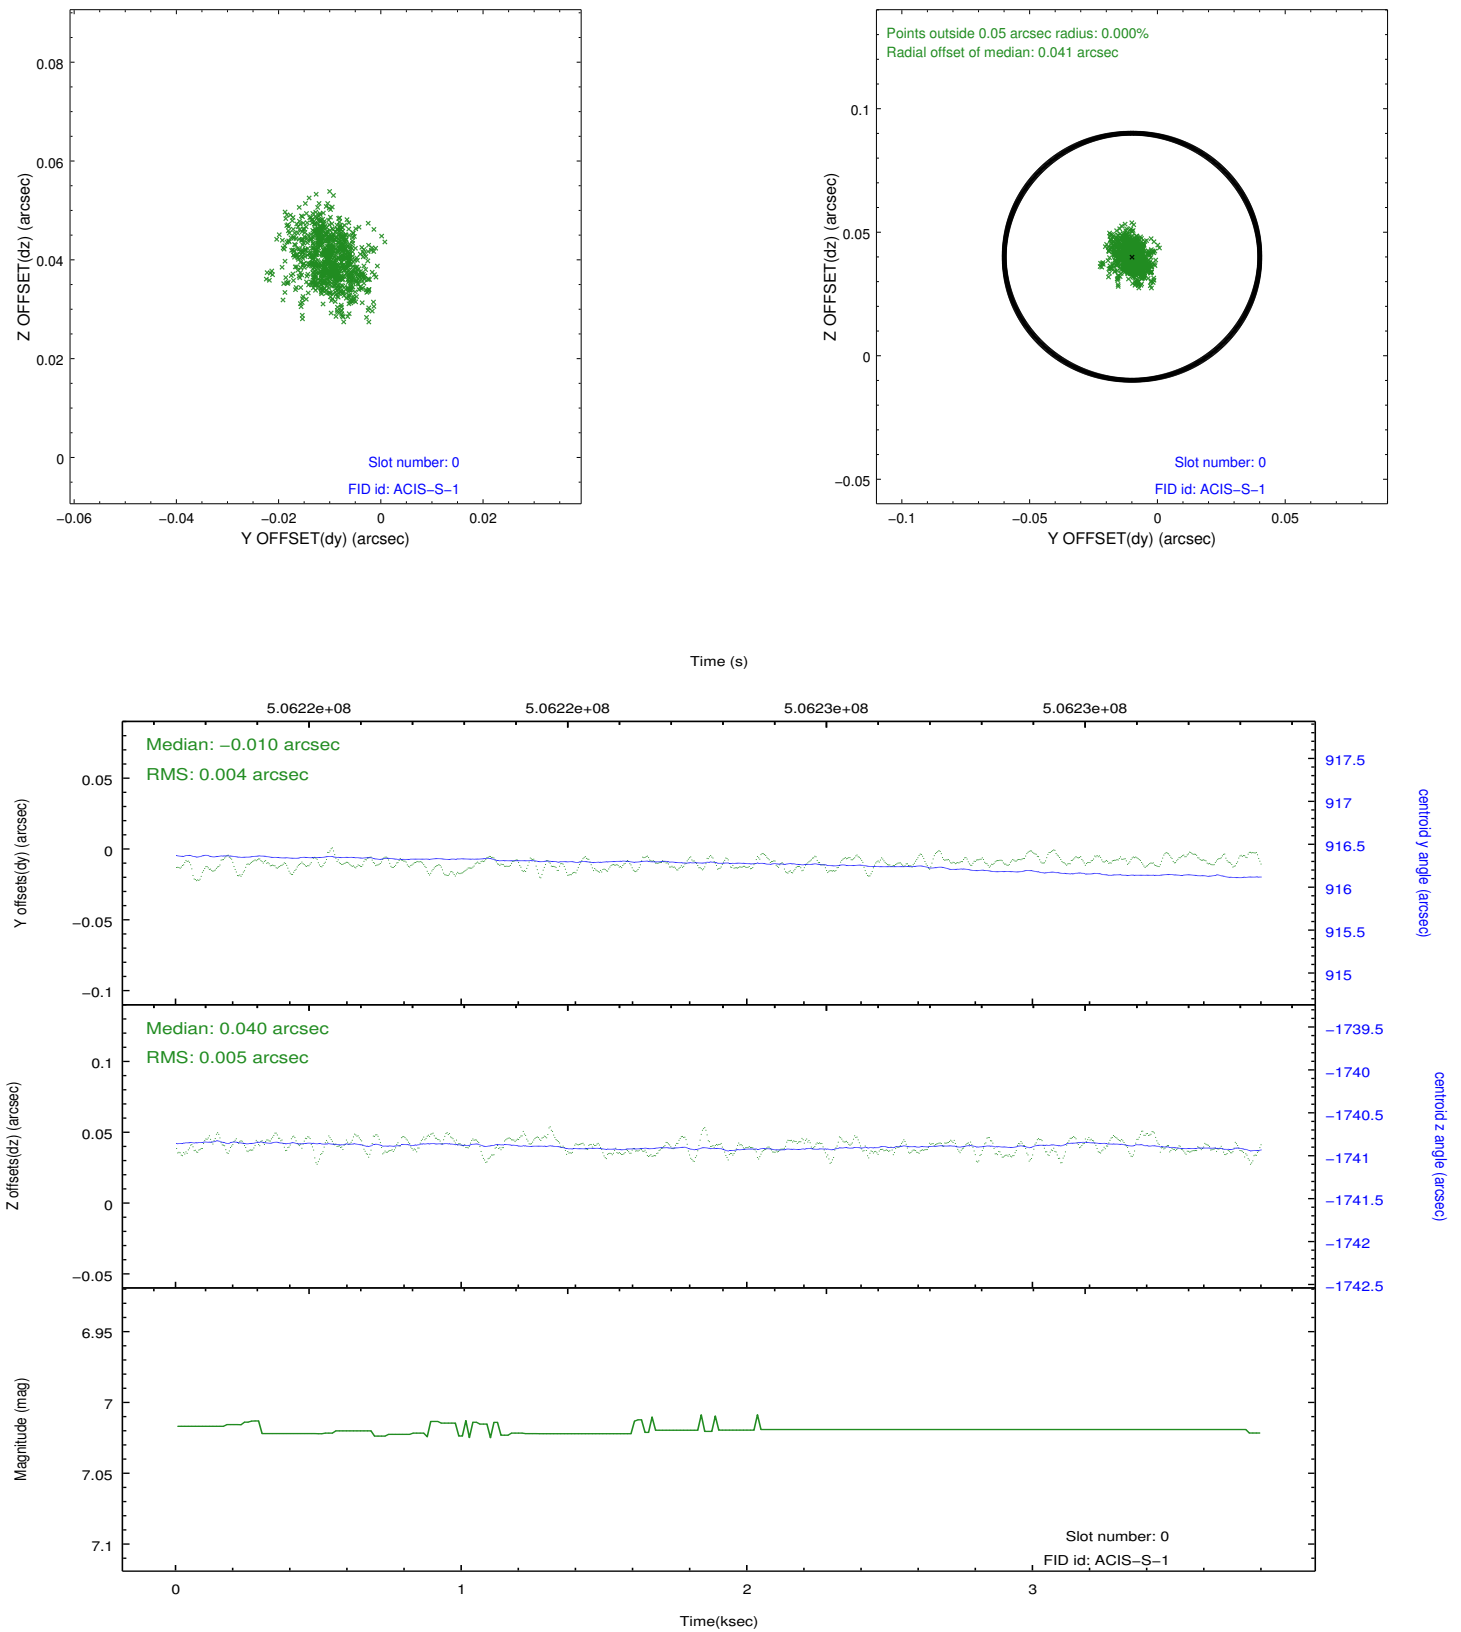 0.08
0.06
0.04
0.02
0
Z OFFSET(dz) (arcsec)
Slot number: 0
FID id: ACIS−S−1
−0.06 −0.04 −0.02 0 0.02
Y OFFSET(dy) (arcsec)
Points outside 0.05 arcsec radius: 0.000%
Radial offset of median: 0.041 arcsec
0.1
0.05
0
−0.05
Z OFFSET(dz) (arcsec)
Slot number: 0
FID id: ACIS−S−1
−0.1 −0.05 0 0.05
Y OFFSET(dy) (arcsec)
Time (s)
5.0622e+08 5.0622e+08 5.0623e+08 5.0623e+08
Median: −0.010 arcsec
RMS: 0.004 arcsec
0.05
0
−0.05
−0.1
Y offsets(dy) (arcsec)
917.5
917
916.5
916
915.5
915
centroid y angle (arcsec)
Median: 0.040 arcsec
RMS: 0.005 arcsec
0.1
0.05
0
−0.05
Z offsets(dz) (arcsec)
−1739.5
−1740
−1740.5
−1741
−1741.5
−1742
−1742.5
centroid z angle (arcsec)
6.95
7
7.05
7.1
Magnitude (mag)
Slot number: 0
FID id: ACIS−S−1
0 1 2 3
Time(ksec)